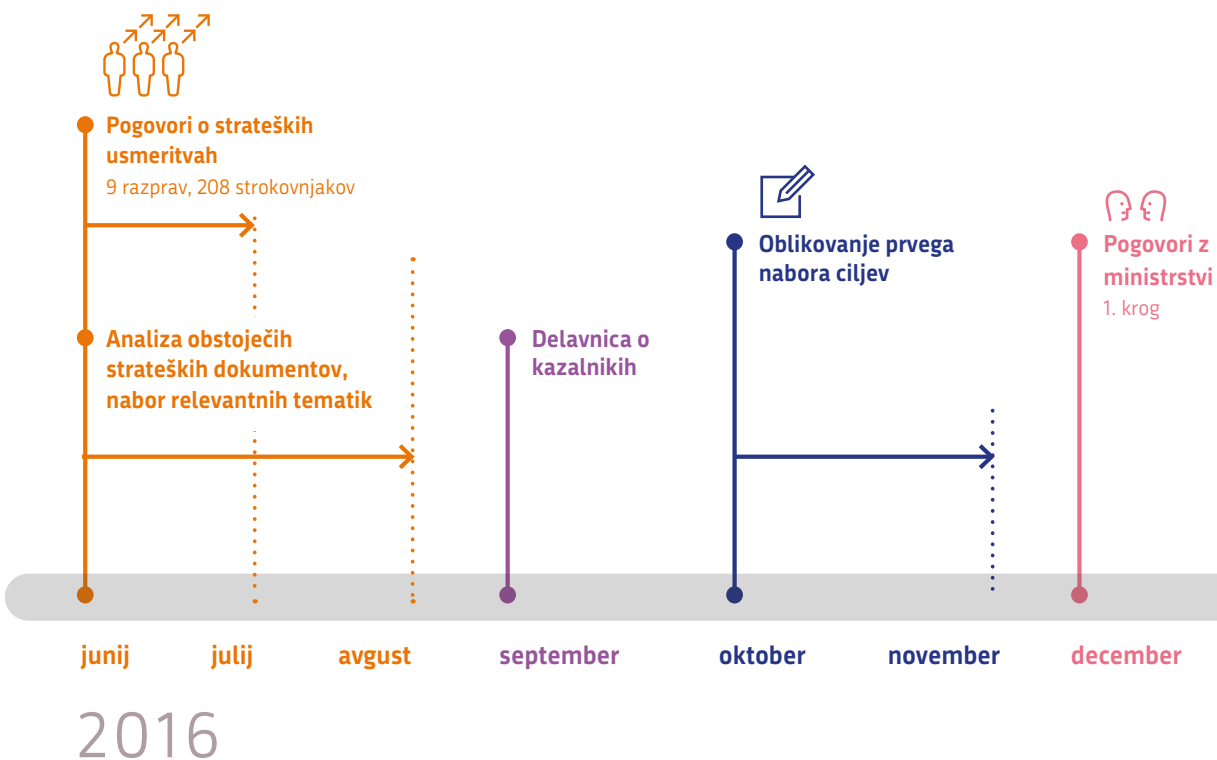 Pogovori o strateških
usmeritvah
9 razprav, 208 strokovnjakov
Analiza obstoječih
strateških dokumentov,
nabor relevantnih tematik
Delavnica o
kazalnikih
Oblikovanje prvega
nabora ciljev
Pogovori z
ministrstvi
1. krog
junij julij avgust september oktober november december
2016